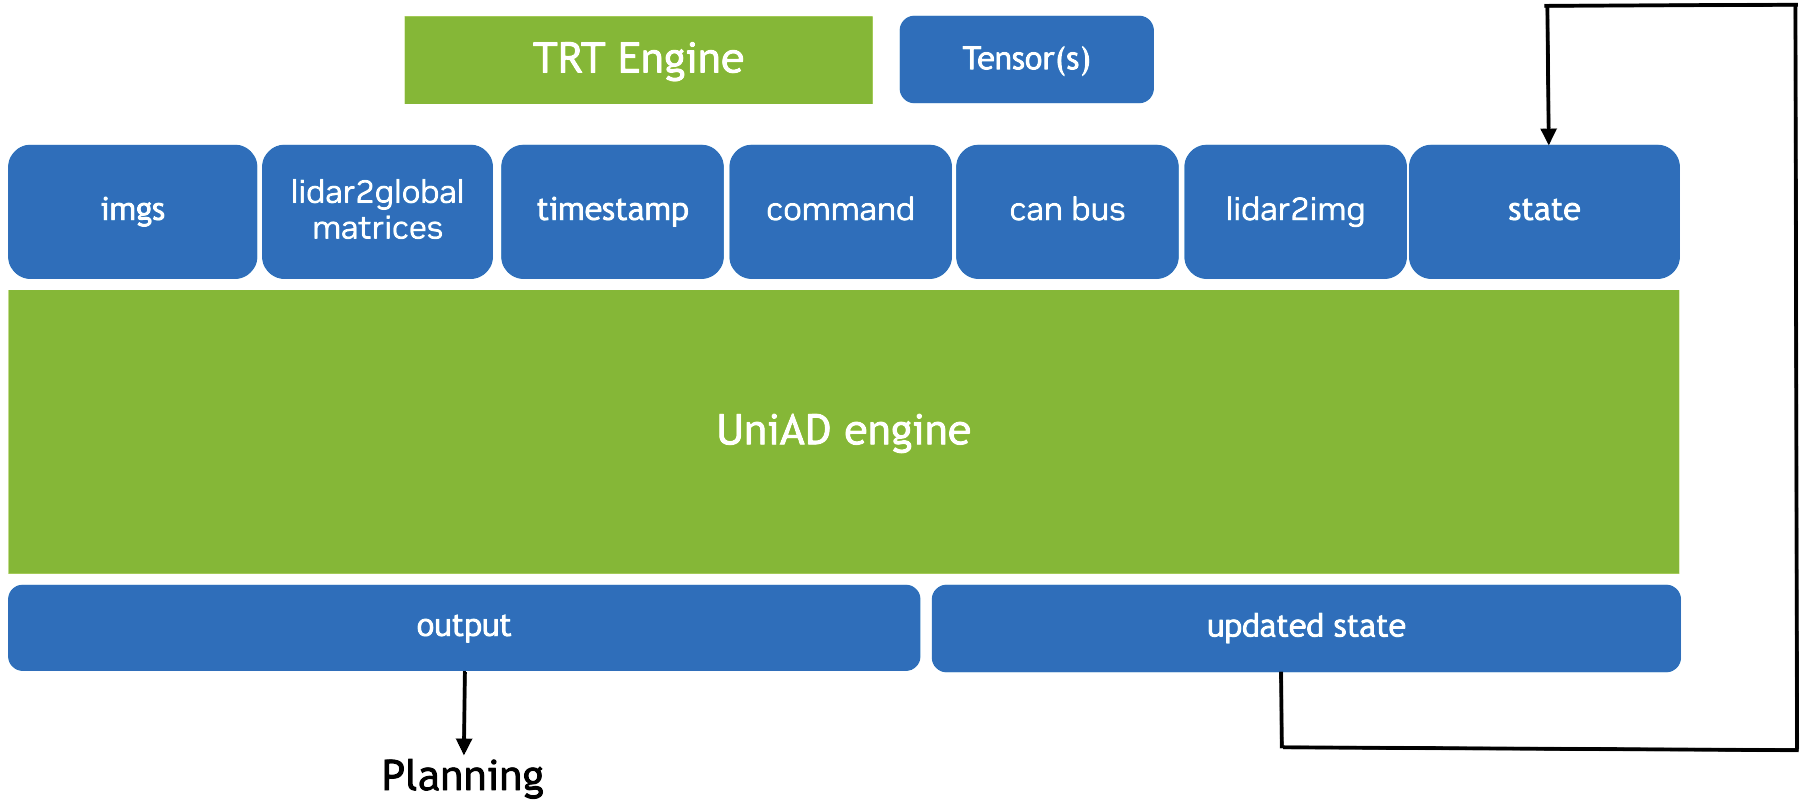 TRT Engine
Tensor(s)
imgs
lidar2global
matrices
timestamp
command
can bus
lidar2img
state
UniAD engine
output
updated state
Planning